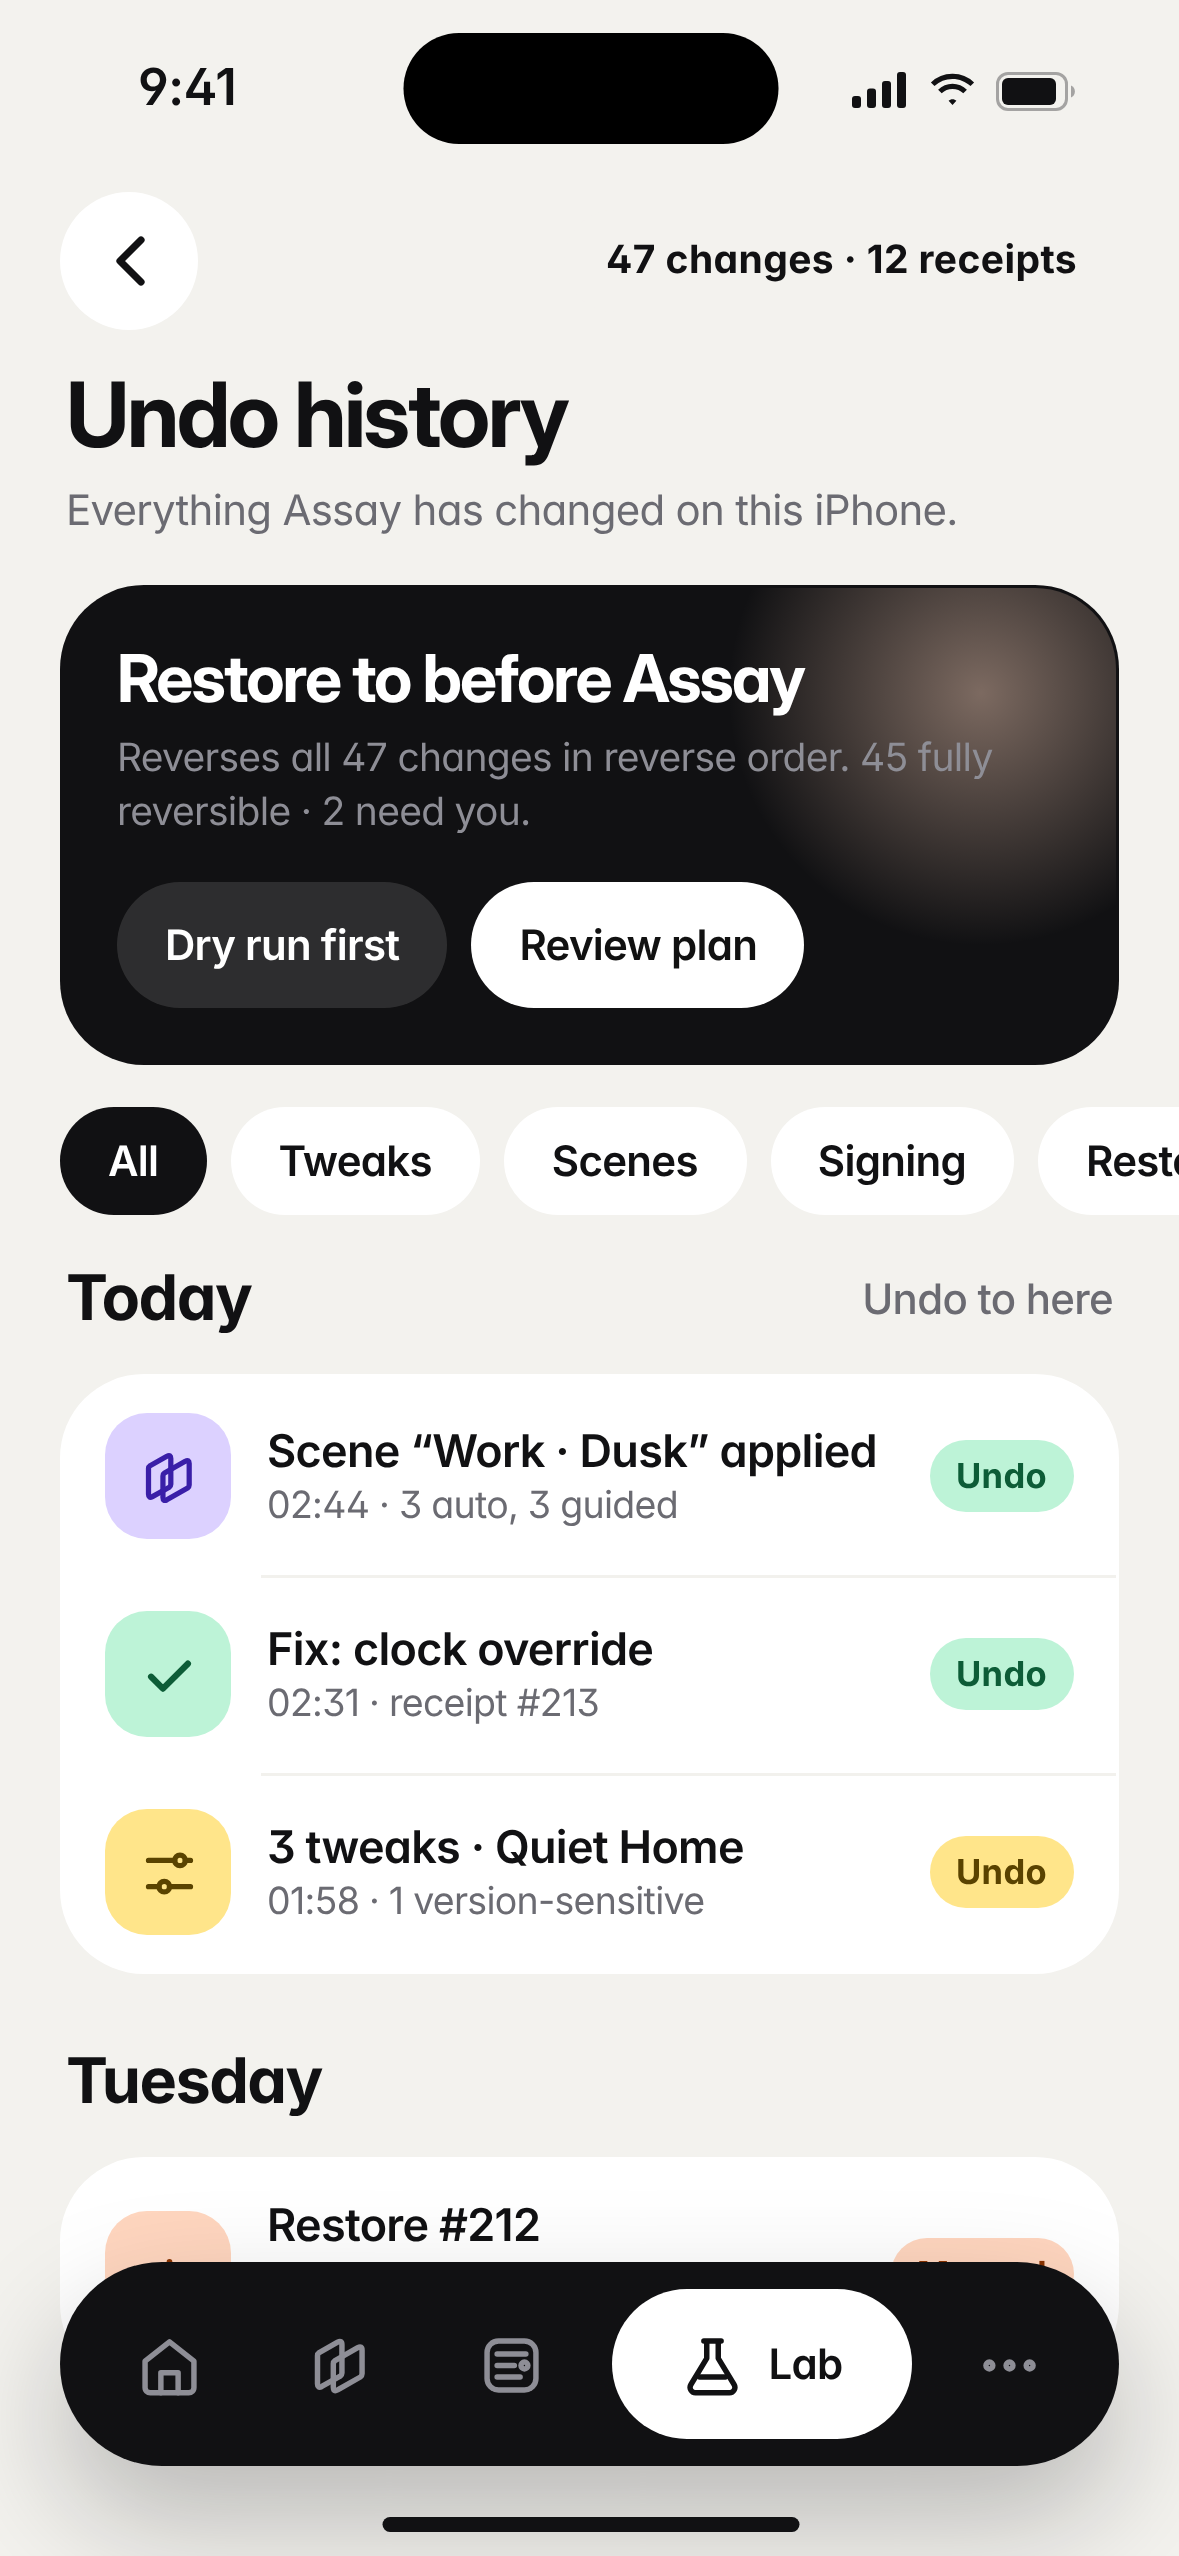 9:41
47 changes · 12 receipts
Undo history
Everything Assay has changed on this iPhone.
Restore to before Assay
Reverses all 47 changes in reverse order. 45 fully
reversible · 2 need you.
Dry run first
Review plan
All
Tweaks
Scenes
Signing
Today
Undo to here
Scene “Work · Dusk” applied
02:44 · 3 auto, 3 guided
Undo
Fix: clock override
02:31 · receipt #213
Undo
3 tweaks · Quiet Home
01:58 · 1 version-sensitive
Undo
Tuesday
Restore #212
Lab